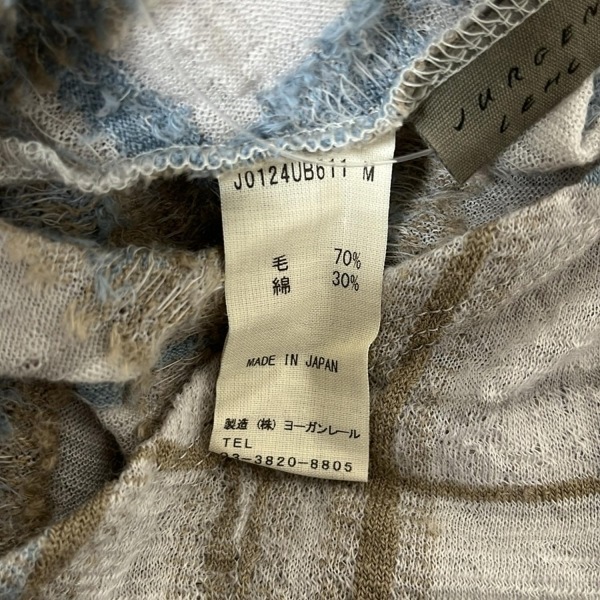 JURGEN
LEHL
J0124UB611 M
毛 70%
綿 30%
MADE IN JAPAN
製造 (株) ヨーガンレール
TEL
03-3820-8805